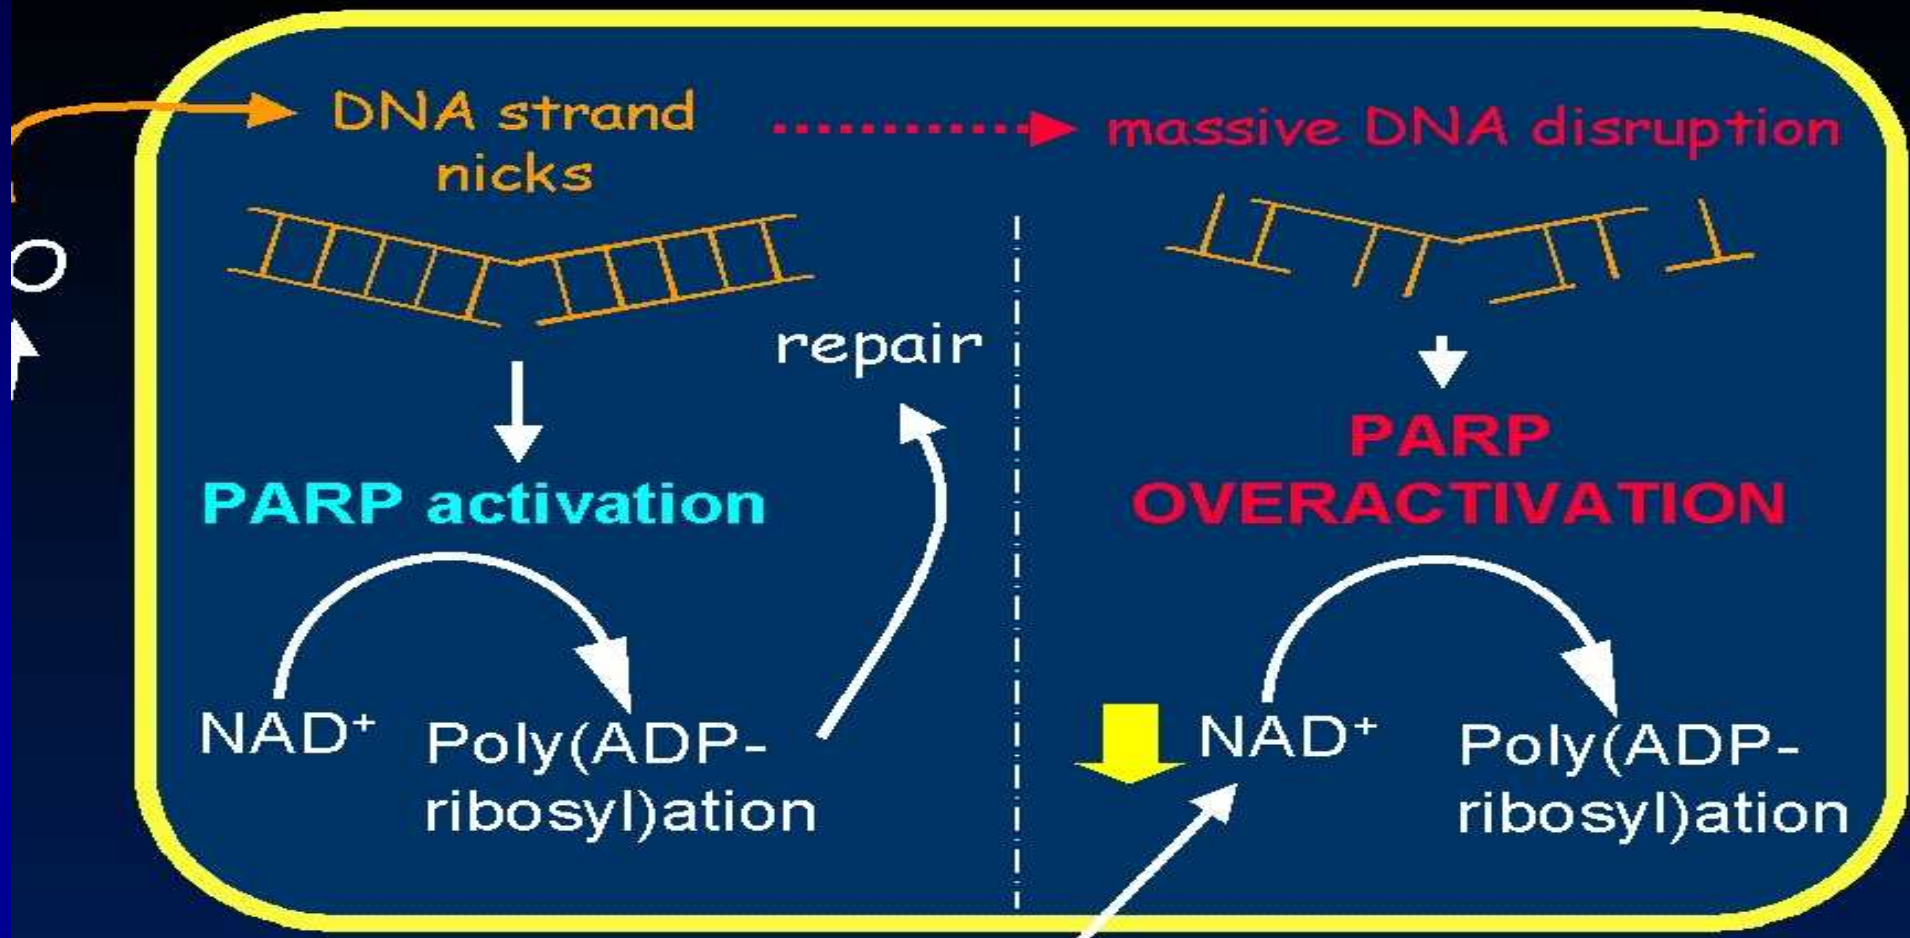 DNA strand
nicks
massive DNA disruption
O
repair
PARP activation
PARP
OVERACTIVATION
NAD⁺
Poly(ADP-
ribosyl)ation
NAD⁺
Poly(ADP-
ribosyl)ation